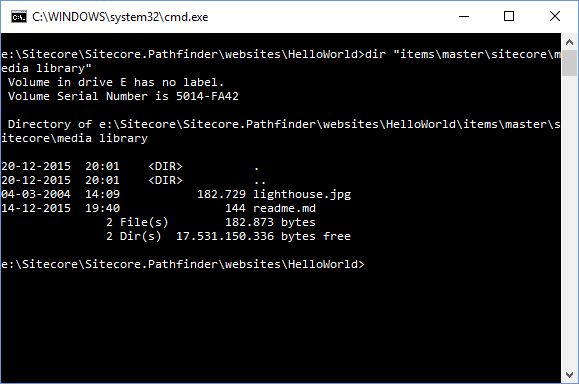 C:\WINDOWS\system32\cmd.exe
e:\Sitecore\Sitecore.Pathfinder\websites\HelloWorld>dir "items\master\sitecore\m
edia library"
 Volume in drive E has no label.
 Volume Serial Number is 5014-FA42
 Directory of e:\Sitecore\Sitecore.Pathfinder\websites\HelloWorld\items\master\s
itecore\media library
20-12-2015  20:01    <DIR>          .
20-12-2015  20:01    <DIR>          ..
04-03-2004  14:09           182.729 lighthouse.jpg
14-12-2015  19:40               144 readme.md
               2 File(s)        182.873 bytes
               2 Dir(s)  17.531.150.336 bytes free
e:\Sitecore\Sitecore.Pathfinder\websites\HelloWorld>